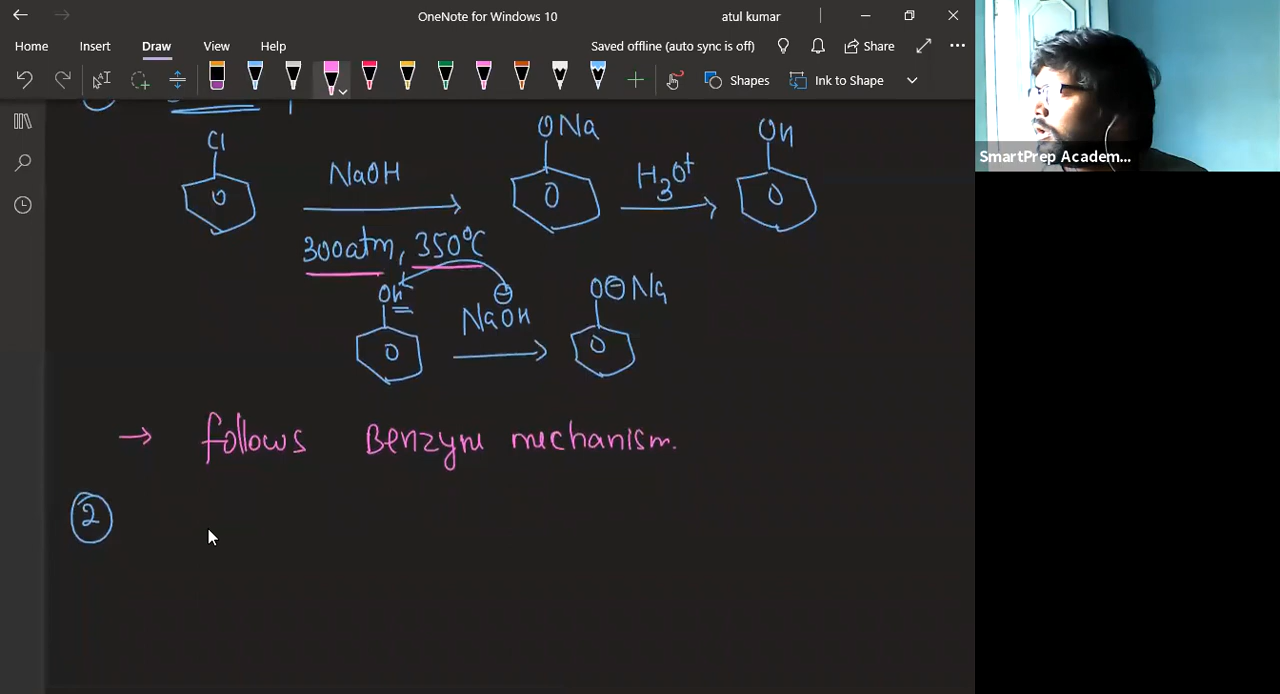 OneNote for Windows 10
atul kumar
Home Insert Draw View Help
Saved offline (auto sync is off)
Share
Shapes
Ink to Shape
SmartPrep Academ...
Cl
ONa
OH
NaOH
H3O+
300atm, 350°C
OH
NaOH
O⊖Na
→ follows Benzyne mechanism.
2